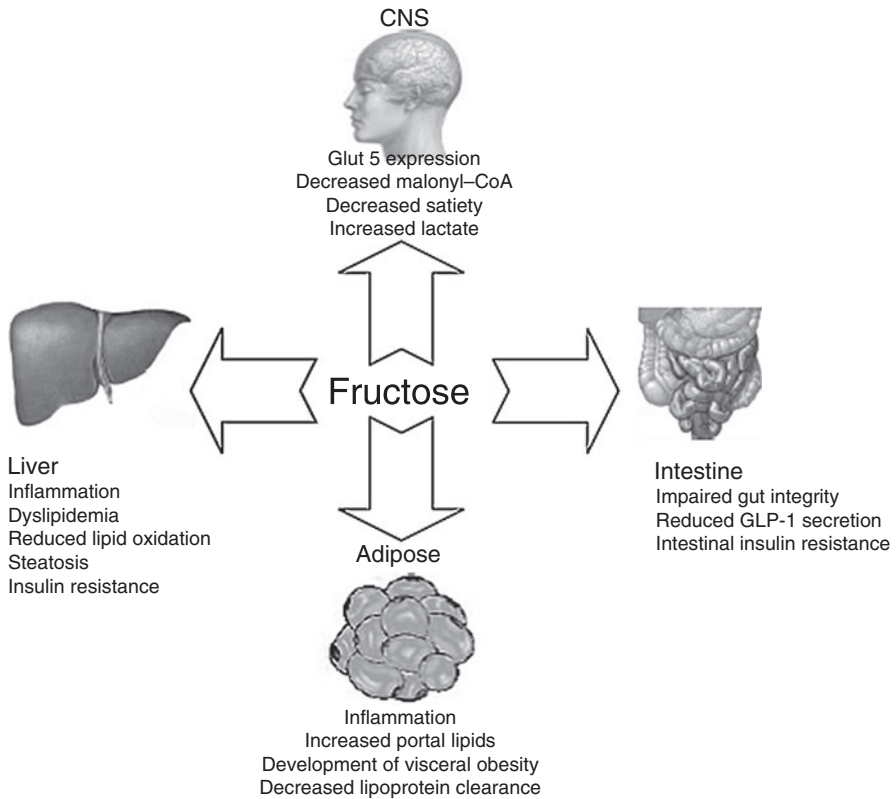 CNS
Glut 5 expression
Decreased malonyl–CoA
Decreased satiety
Increased lactate
Fructose
Liver
Inflammation
Dyslipidemia
Reduced lipid oxidation
Steatosis
Insulin resistance
Intestine
Impaired gut integrity
Reduced GLP-1 secretion
Intestinal insulin resistance
Adipose
Inflammation
Increased portal lipids
Development of visceral obesity
Decreased lipoprotein clearance